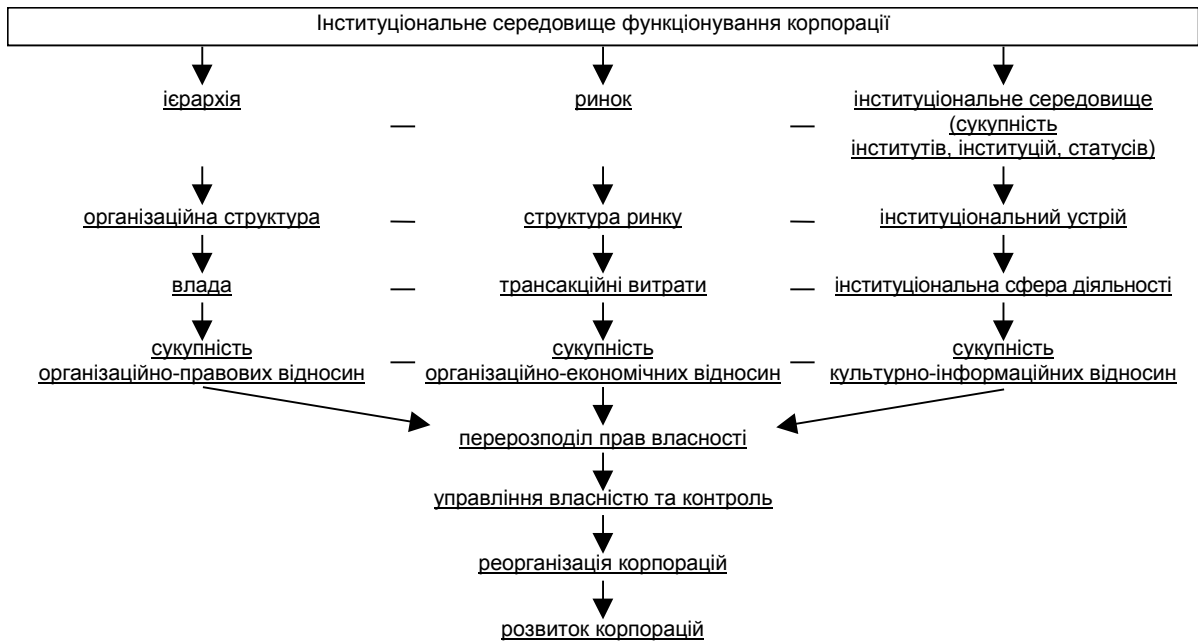 Інституціональне середовище функціонування корпорації
ієрархія — ринок — інституціональне середовище
(сукупність
інститутів, інституцій, статусів)
організаційна структура — структура ринку — інституціональний устрій
влада — трансакційні витрати — інституціональна сфера діяльності
сукупність — сукупність — сукупність
організаційно-правових відносин організаційно-економічних відносин культурно-інформаційних відносин
перерозподіл прав власності
управління власністю та контроль
реорганізація корпорацій
розвиток корпорацій